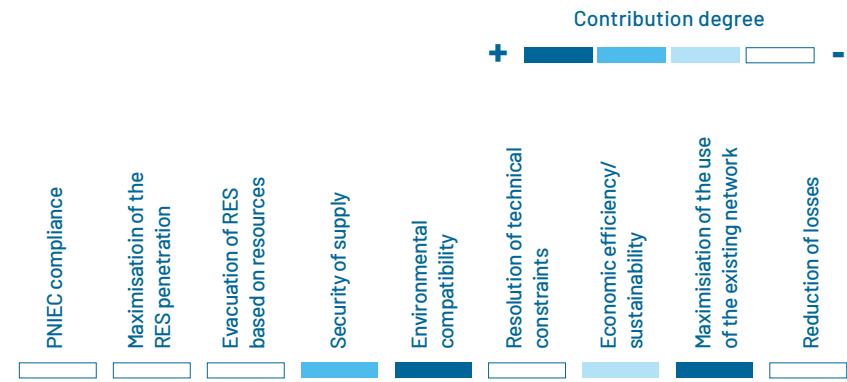 Contribution degree
+ -
PNIEC compliance
Maximisatioin of the
RES penetration
Evacuation of RES
based on resources
Security of supply
Environmental
compatibility
Resolution of technical
constraints
Economic efficiency/
sustainability
Maximisiation of the use
of the existing network
Reduction of losses